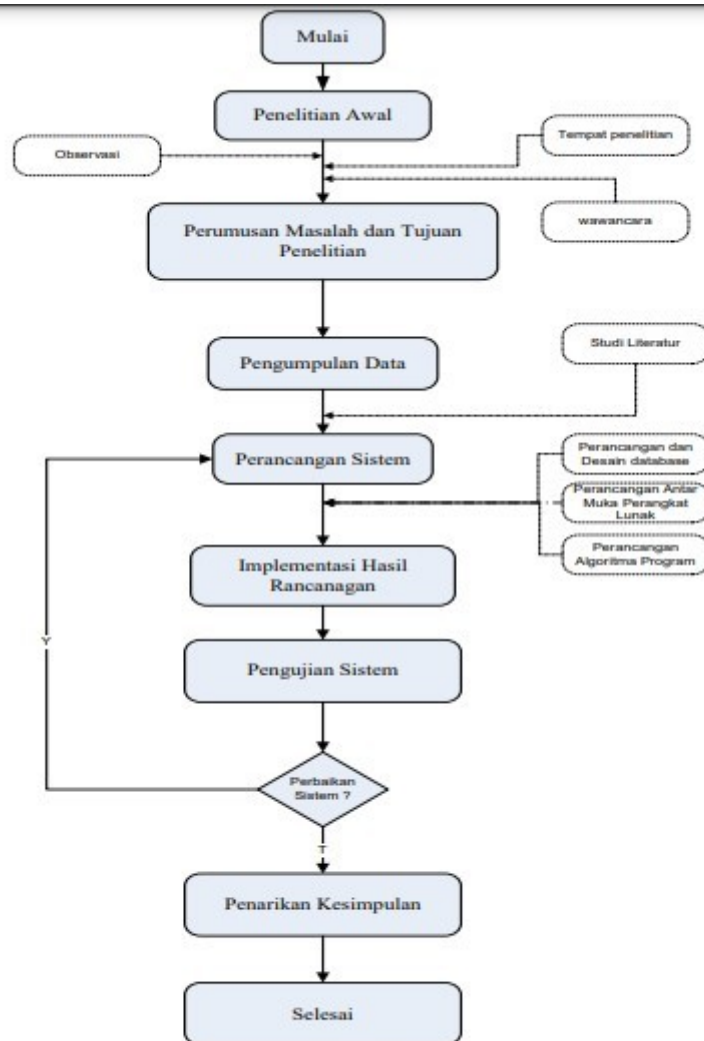 Mulai
Penelitian Awal
Observasi
Tempat penelitian
wawancara
Perumusan Masalah dan Tujuan
Penelitian
Pengumpulan Data
Studi Literatur
Perancangan Sistem
Perancangan dan
Desain database
Perancangan Antar
Muka Perangkat
Lunak
Perancangan
Algoritma Program
Implementasi Hasil
Rancanagan
Pengujian Sistem
Y
Perbaikan
Sistem ?
T
Penarikan Kesimpulan
Selesai